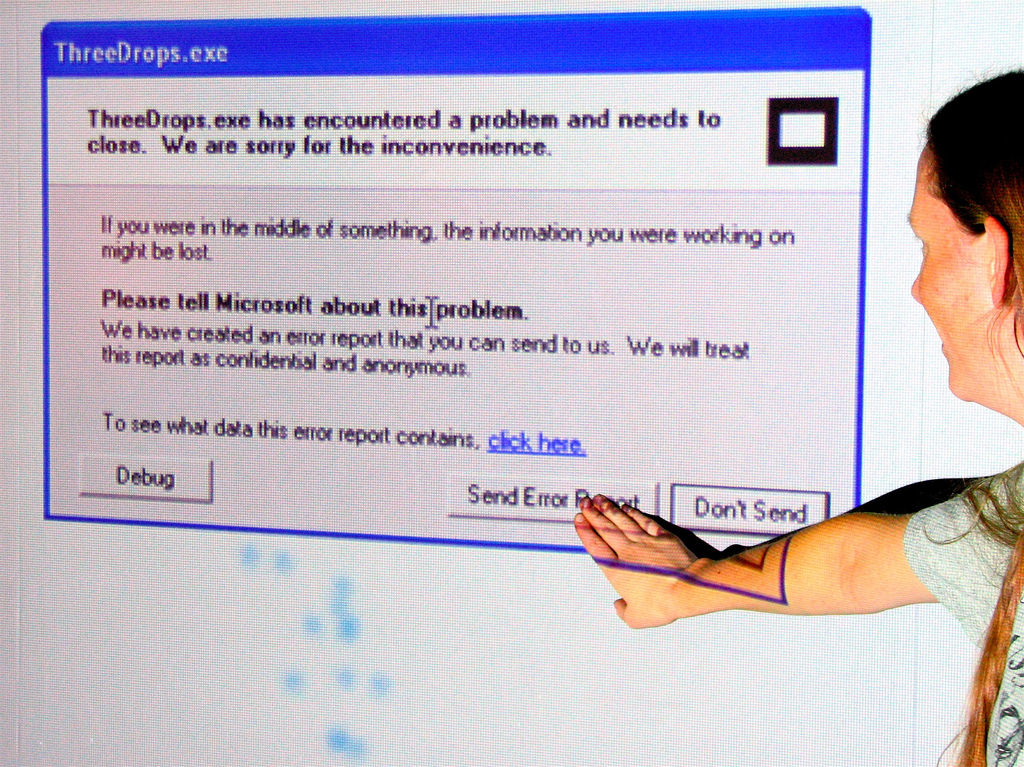 ThreeDrops.exe
ThreeDrops.exe has encountered a problem and needs to
close. We are sorry for the inconvenience.
If you were in the middle of something, the information you were working on
might be lost.
Please tell Microsoft about this problem.
We have created an error report that you can send to us. We will treat
this report as confidential and anonymous.
To see what data this error report contains, click here.
Debug
Send Error Report
Don't Send